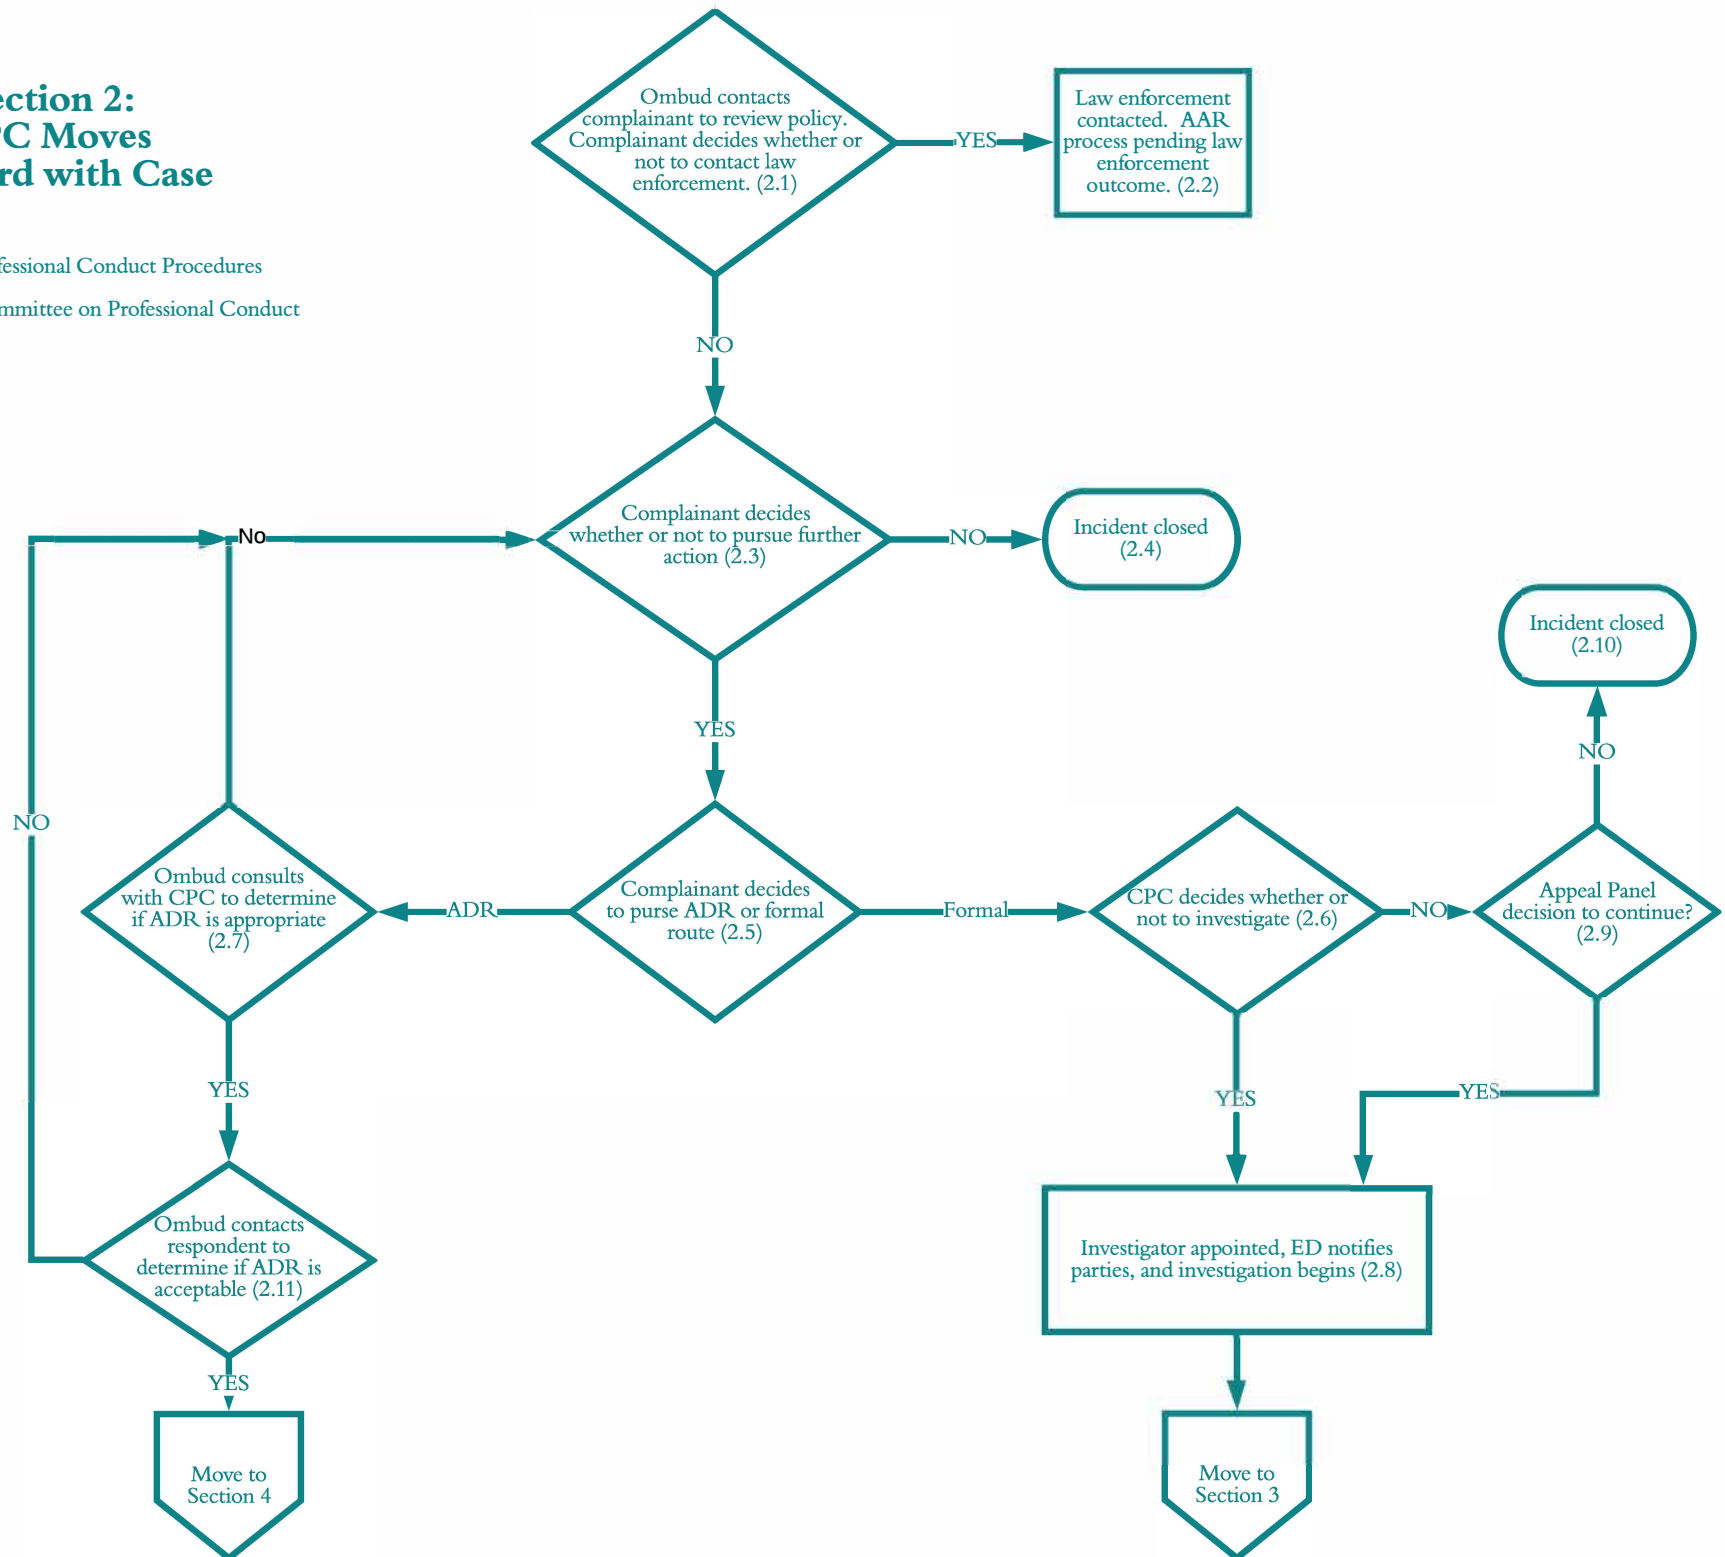 ection 2:
PC Moves
rd with Case
fessional Conduct Procedures
mmittee on Professional Conduct
Ombud contacts
complainant to review policy.
Complainant decides whether or
not to contact law
enforcement. (2.1)
YES
Law enforcement
contacted. AAR
process pending law
enforcement
outcome. (2.2)
NO
No
Complainant decides
whether or not to pursue further
action (2.3)
NO
Incident closed
(2.4)
Incident closed
(2.10)
YES
NO
NO
Ombud consults
with CPC to determine
if ADR is appropriate
(2.7)
ADR
Complainant decides
to purse ADR or formal
route (2.5)
Formal
CPC decides whether or
not to investigate (2.6)
NO
Appeal Panel
decision to continue?
(2.9)
YES
YES
YES
Ombud contacts
respondent to
determine if ADR is
acceptable (2.11)
Investigator appointed, ED notifies
parties, and investigation begins (2.8)
YES
Move to
Section 4
Move to
Section 3